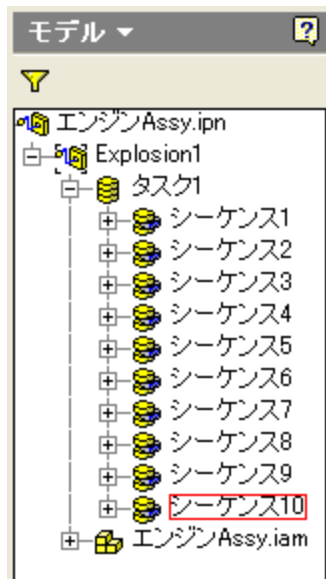 モデル
エンジンAssy.ipn
Explosion1
タスク1
シーケンス1
シーケンス2
シーケンス3
シーケンス4
シーケンス5
シーケンス6
シーケンス7
シーケンス8
シーケンス9
シーケンス10
エンジンAssy.iam